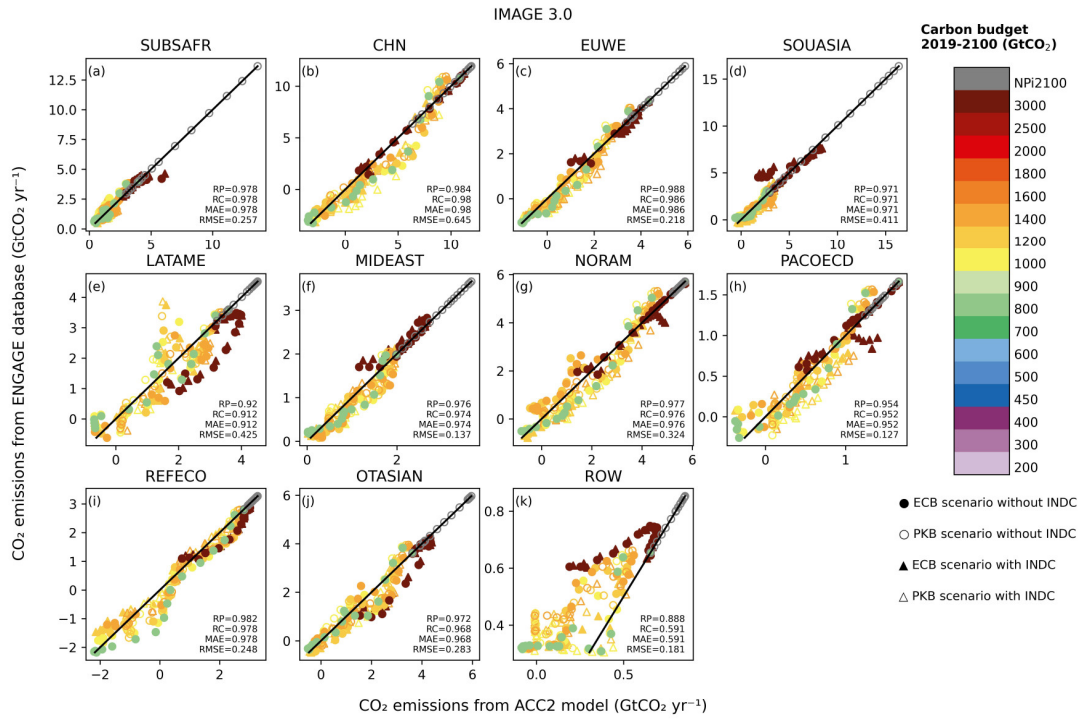 IMAGE 3.0
SUBSAFR
CHN
EUWE
SOUASIA
(a)
(b)
(c)
(d)
12.5
10.0
7.5
5.0
2.5
0.0
0
5
10
RP=0.978
RC=0.978
MAE=0.978
RMSE=0.257
10
5
0
0
5
10
RP=0.984
RC=0.98
MAE=0.98
RMSE=0.645
6
4
2
0
0
2
4
6
RP=0.988
RC=0.986
MAE=0.986
RMSE=0.218
15
10
5
0
0
5
10
15
RP=0.971
RC=0.971
MAE=0.971
RMSE=0.411
LATAME
MIDEAST
NORAM
PACOECD
(e)
(f)
(g)
(h)
4
3
2
1
0
0
2
4
RP=0.92
RC=0.912
MAE=0.912
RMSE=0.425
3
2
1
0
0
2
RP=0.976
RC=0.974
MAE=0.974
RMSE=0.137
6
4
2
0
0
2
4
RP=0.977
RC=0.976
MAE=0.976
RMSE=0.324
1.5
1.0
0.5
0.0
0
1
RP=0.954
RC=0.952
MAE=0.952
RMSE=0.127
REFECO
OTASIAN
ROW
(i)
(j)
(k)
3
2
1
0
−1
−2
−2
0
2
RP=0.982
RC=0.978
MAE=0.978
RMSE=0.248
6
4
2
0
0
2
4
6
RP=0.972
RC=0.968
MAE=0.968
RMSE=0.283
0.8
0.6
0.4
0.0
0.5
RP=0.888
RC=0.591
MAE=0.591
RMSE=0.181
CO₂ emissions from ENGAGE database (GtCO₂ yr⁻¹)
CO₂ emissions from ACC2 model (GtCO₂ yr⁻¹)
Carbon budget
2019-2100 (GtCO₂)
NPi2100
3000
2500
2000
1800
1600
1400
1200
1000
900
800
700
600
500
450
400
300
200
ECB scenario without INDC
PKB scenario without INDC
ECB scenario with INDC
PKB scenario with INDC